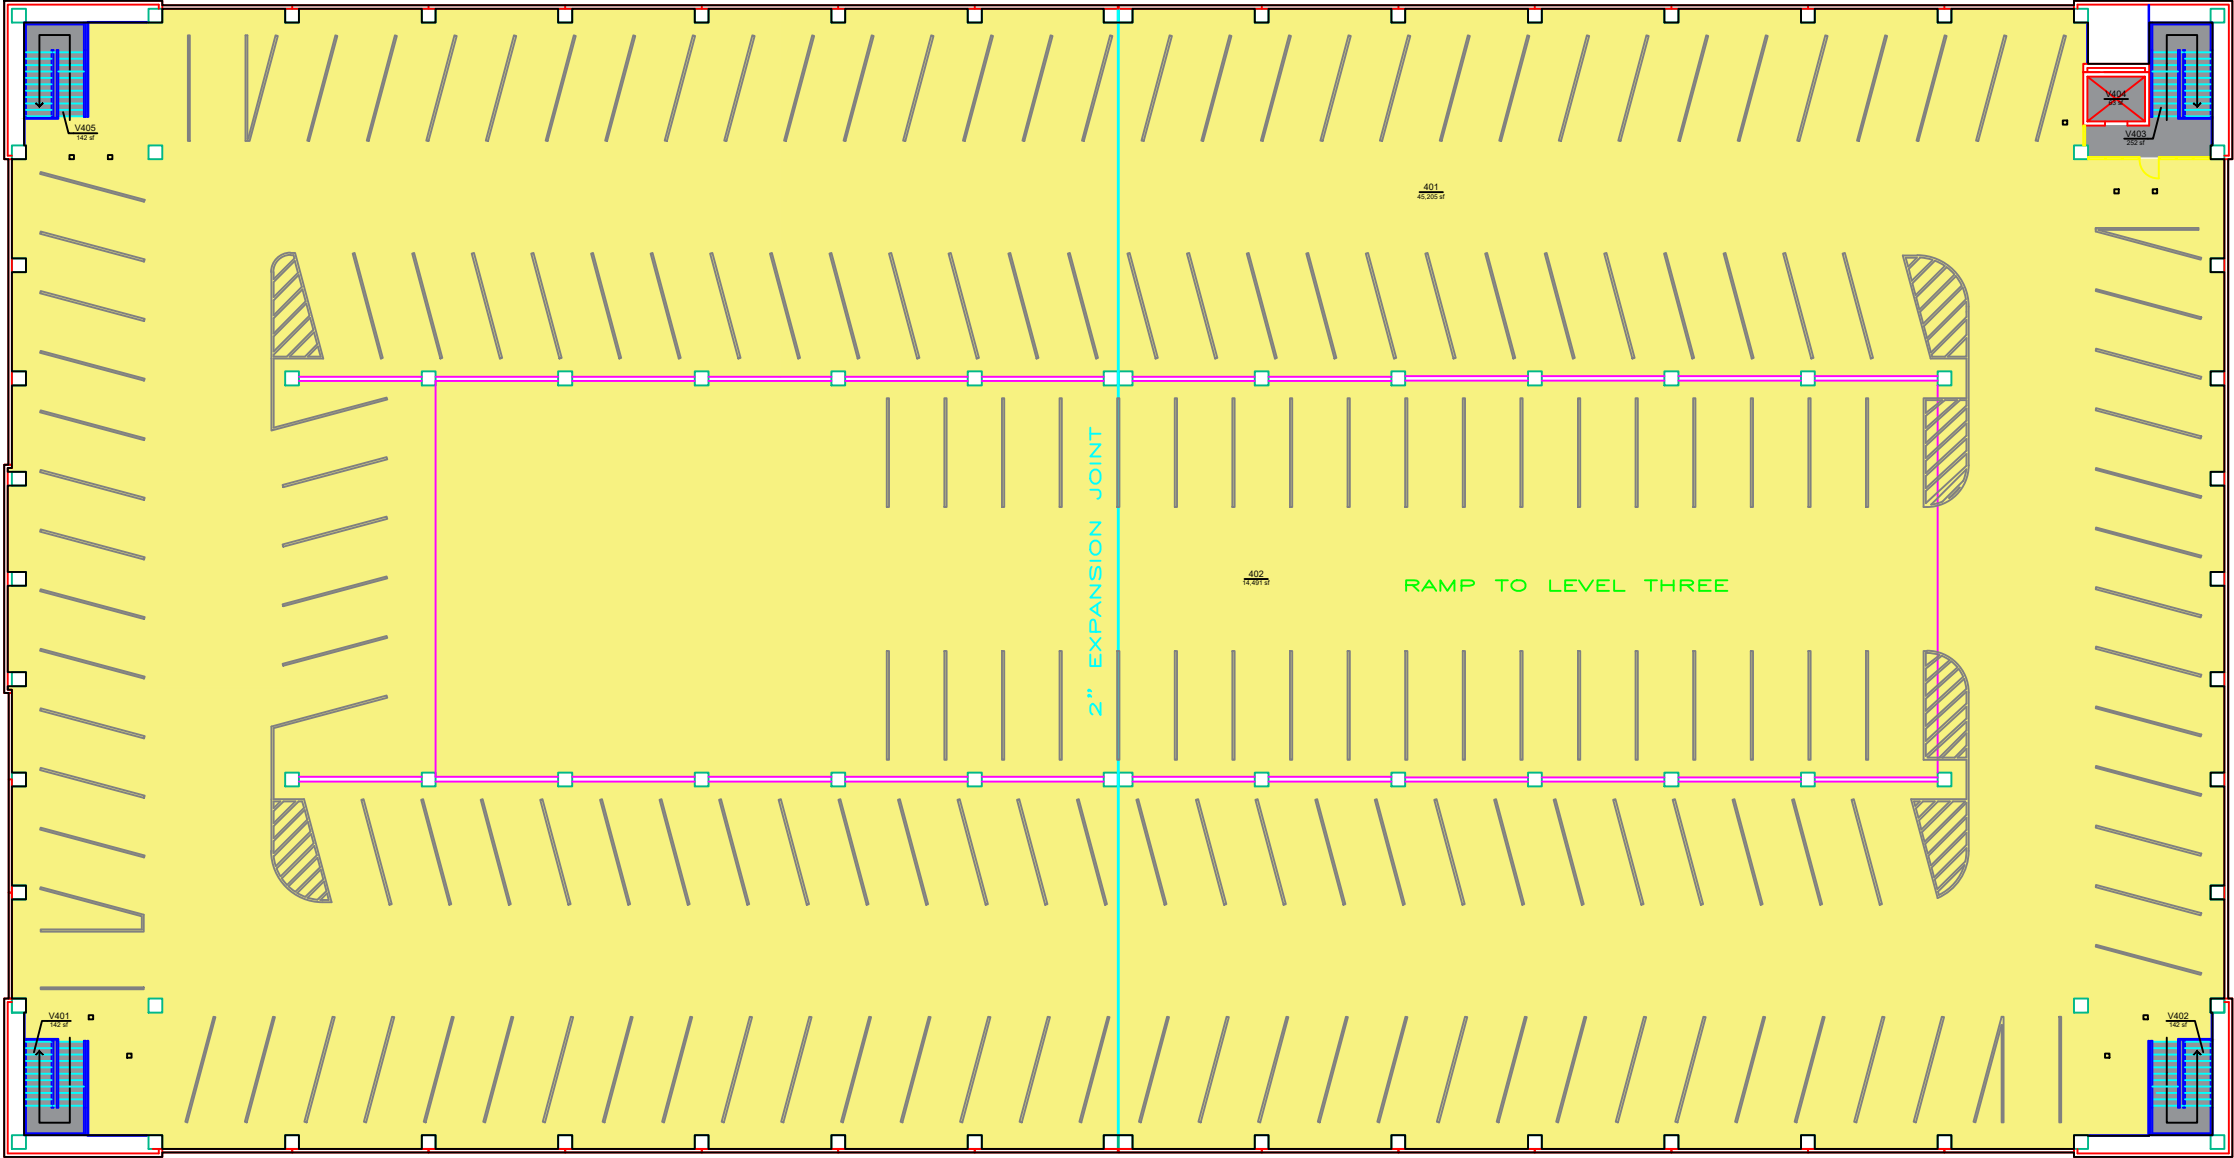 V405
142 sf
V404
V403
252 sf
401
45,205 sf
2" EXPANSION JOINT
402
14,491 sf
RAMP TO LEVEL THREE
V401
142 sf
V402
142 sf